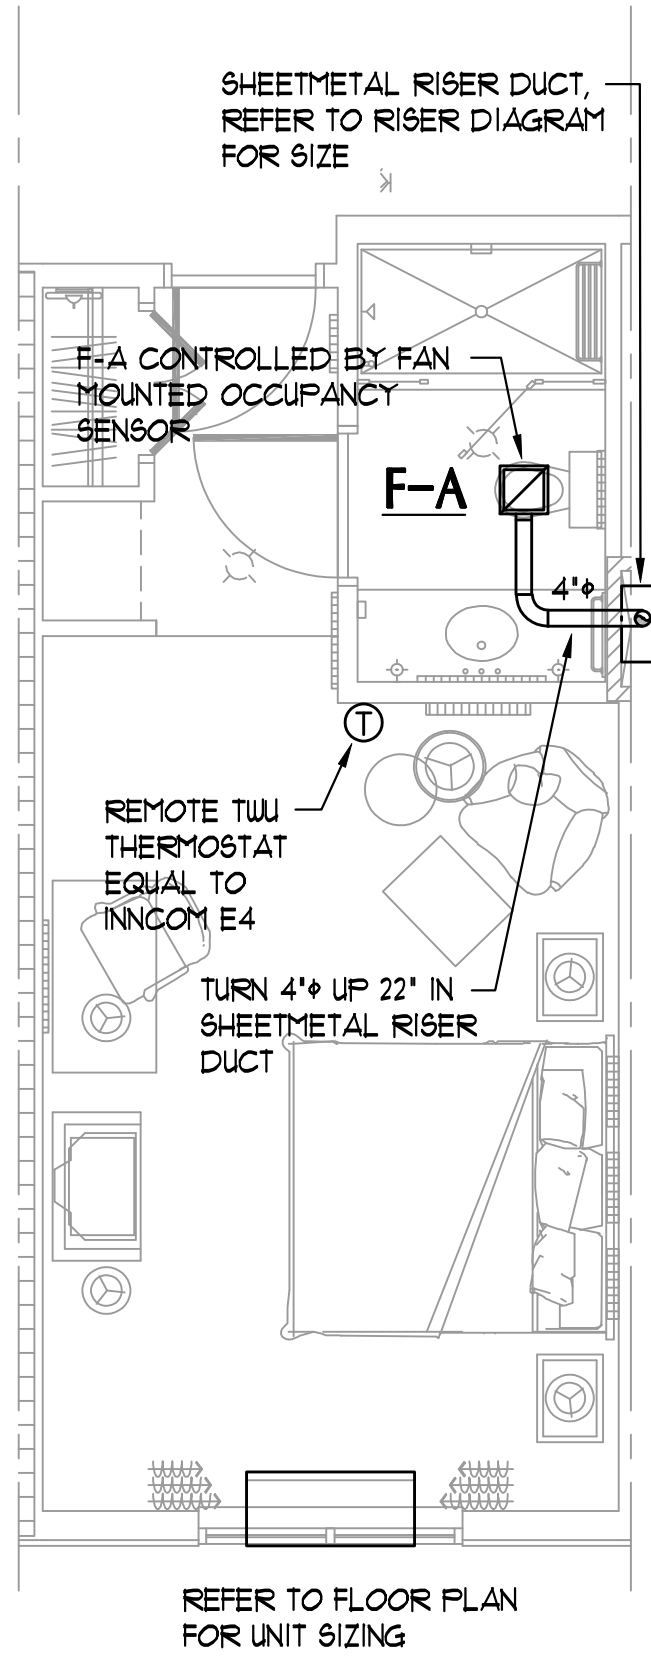 SHEETMETAL RISER DUCT,
REFER TO RISER DIAGRAM
FOR SIZE
F-A CONTROLLED BY FAN
MOUNTED OCCUPANCY
SENSOR
F-A
4"ϕ
T
REMOTE TWU
THERMOSTAT
EQUAL TO
INNCOM E4
TURN 4"ϕ UP 22" IN
SHEETMETAL RISER
DUCT
REFER TO FLOOR PLAN
FOR UNIT SIZING